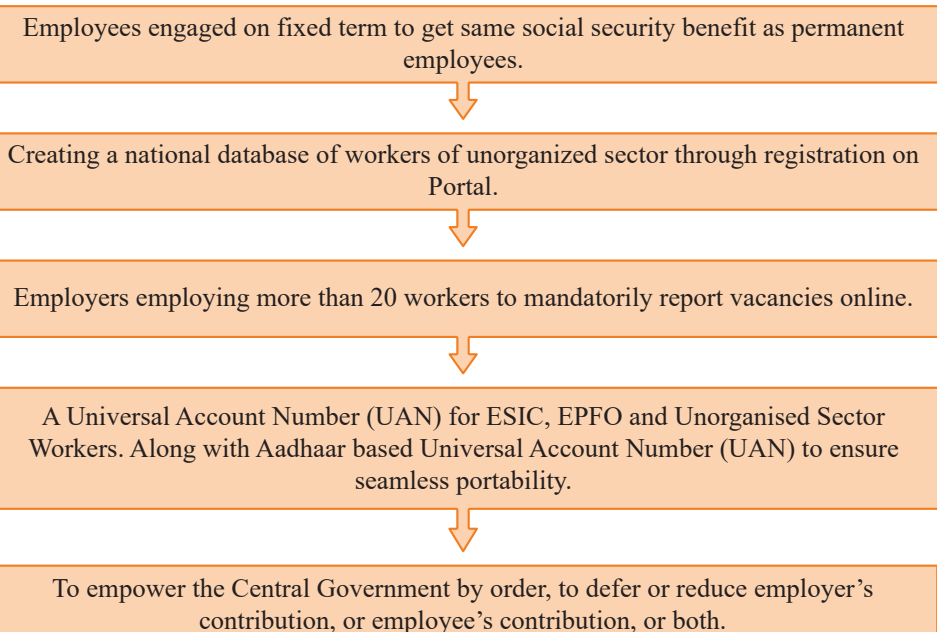 Employees engaged on fixed term to get same social security benefit as permanent
employees.
Creating a national database of workers of unorganized sector through registration on
Portal.
Employers employing more than 20 workers to mandatorily report vacancies online.
A Universal Account Number (UAN) for ESIC, EPFO and Unorganised Sector
Workers. Along with Aadhaar based Universal Account Number (UAN) to ensure
seamless portability.
To empower the Central Government by order, to defer or reduce employer’s
contribution, or employee’s contribution, or both.